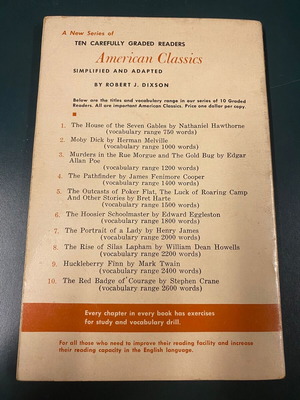 A New Series of
TEN CAREFULLY GRADED READERS
American Classics
SIMPLIFIED AND ADAPTED
BY ROBERT J. DIXSON
Below are the titles and vocabulary range in our series of 10 Graded
Readers. All are important American Classics. Price one dollar per copy.
1. The House of the Seven Gables by Nathaniel Hawthorne
(vocabulary range 750 words)
2. Moby Dick by Herman Melville
(vocabulary range 1000 words)
3. Murders in the Rue Morgue and The Gold Bug by Edgar
Allan Poe
(vocabulary range 1200 words)
4. The Pathfinder by James Fenimore Cooper
(vocabulary range 1400 words)
5. The Outcasts of Poker Flat, The Luck of Roaring Camp
And Other Stories by Bret Harte
(vocabulary range 1500 words)
6. The Hoosier Schoolmaster by Edward Eggleston
(vocabulary range 1800 words)
7. The Portrait of a Lady by Henry James
(vocabulary range 2000 words)
8. The Rise of Silas Lapham by William Dean Howells
(vocabulary range 2200 words)
9. Huckleberry Finn by Mark Twain
(vocabulary range 2400 words)
10. The Red Badge of Courage by Stephen Crane
(vocabulary range 2600 words)
Every chapter in every book has exercises
for study and vocabulary drill.
For all those who need to improve their reading facility and increase
their reading capacity in the English language.